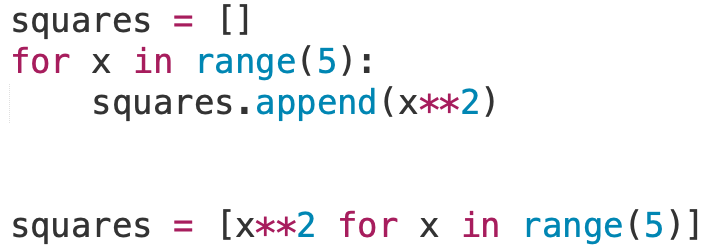 squares = []
for x in range(5):
    squares.append(x**2)
squares = [x**2 for x in range(5)]